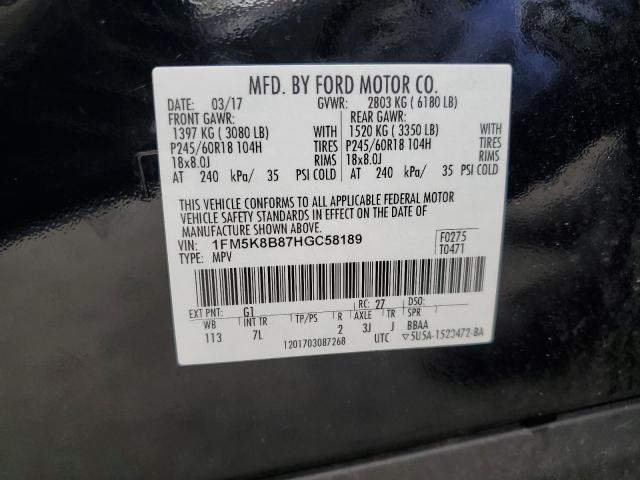 MFD. BY FORD MOTOR CO.
DATE: 03/17 GVWR: 2803 KG ( 6180 LB)
FRONT GAWR: REAR GAWR:
1397 KG ( 3080 LB) WITH 1520 KG ( 3350 LB) WITH
P245/60R18 104H TIRES P245/60R18 104H TIRES
18x8.0J RIMS 18x8.0J RIMS
AT 240 kPa/ 35 PSI COLD AT 240 kPa/ 35 PSI COLD
THIS VEHICLE CONFORMS TO ALL APPLICABLE FEDERAL MOTOR
VEHICLE SAFETY STANDARDS IN EFFECT ON THE DATE OF
MANUFACTURE SHOWN ABOVE.
VIN: 1FM5K8B87HGC58189 F0275
TYPE: MPV T0471
EXT PNT: G1 RC: 27 DSO:
WB INT TR TP/PS R AXLE TR SPR
113 7L 2 3J J BBAA
1201703087268 UTC ▽5U5A-1520472-BA